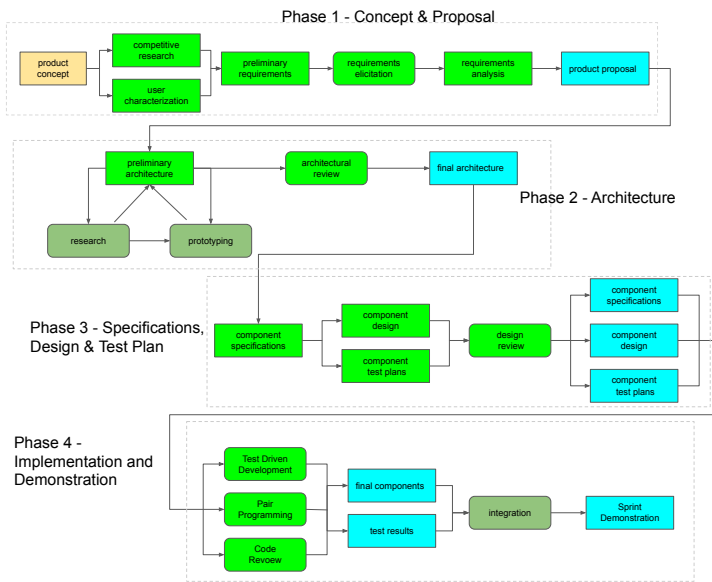 Phase 1 - Concept & Proposal
product
concept
competitive
research
user
characterization
preliminary
requirements
requirements
elicitation
requirements
analysis
product proposal
preliminary
architecture
architectural
review
final architecture
Phase 2 - Architecture
research
prototyping
Phase 3 - Specifications,
Design & Test Plan
component
specifications
component
design
component
test plans
design
review
component
specifications
component
design
component
test plans
Phase 4 -
Implementation and
Demonstration
Test Driven
Development
Pair
Programming
Code
Revoew
final components
test results
integration
Sprint
Demonstration